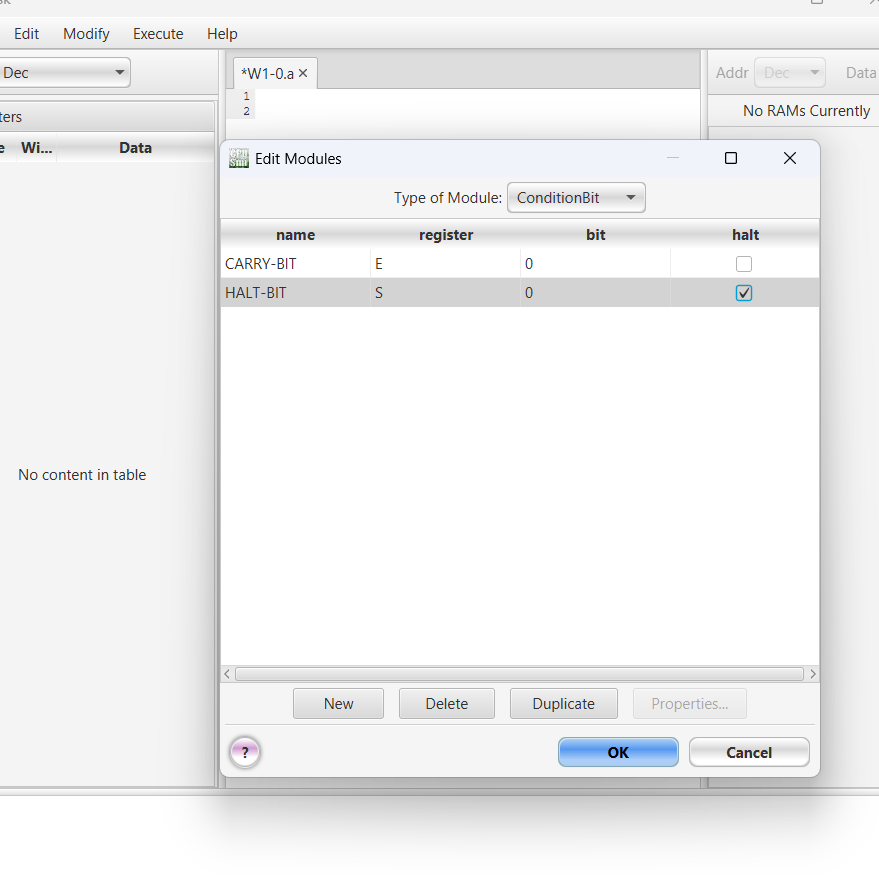 Edit Modify Execute Help
Dec
*W1-0.a
Addr Dec Data
1
2
No RAMs Currently
Wi... Data
No content in table
Edit Modules
Type of Module: ConditionBit
name register bit halt
CARRY-BIT E 0
HALT-BIT S 0
New Delete Duplicate Properties...
? OK Cancel